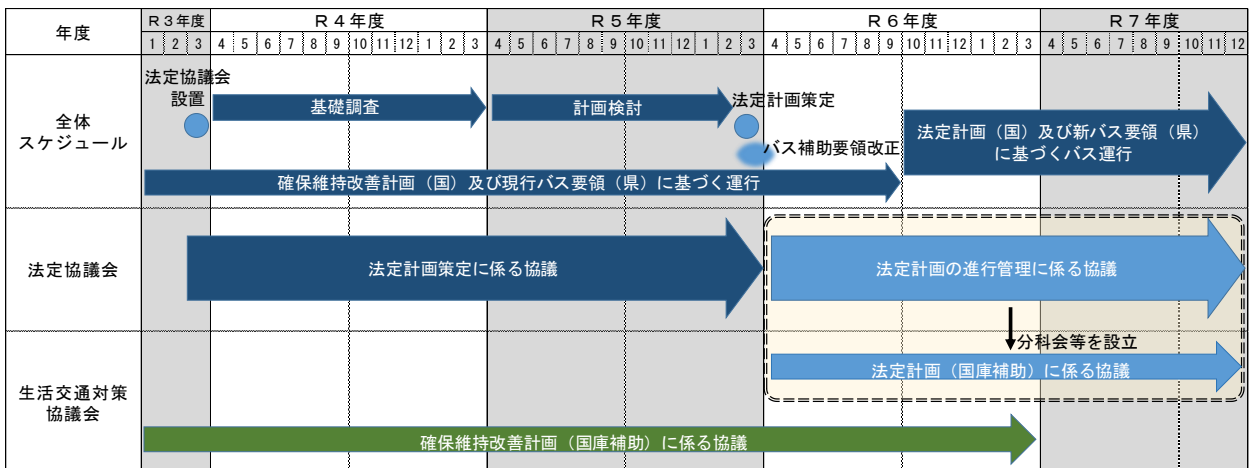 年度
R3年度
R4年度
R5年度
R6年度
R7年度
1 2 3 4 5 6 7 8 9 10 11 12 1 2 3 4 5 6 7 8 9 10 11 12 1 2 3 4 5 6 7 8 9 10 11 12 1 2 3 4 5 6 7 8 9 10 11 12
全体
スケジュール
法定協議会
設置
基礎調査
計画検討
法定計画策定
バス補助要領改正
法定計画（国）及び新バス要領（県）
に基づくバス運行
確保維持改善計画（国）及び現行バス要領（県）に基づく運行
法定協議会
法定計画策定に係る協議
法定計画の進行管理に係る協議
分科会等を設立
生活交通対策
協議会
法定計画（国庫補助）に係る協議
確保維持改善計画（国庫補助）に係る協議